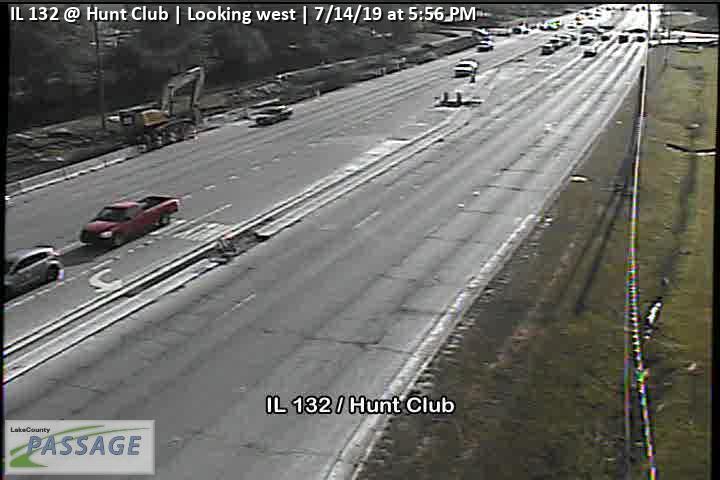 IL 132 @ Hunt Club | Looking west | 7/14/19 at 5:56 PM
IL 132 / Hunt Club
LakeCounty
PASSAGE